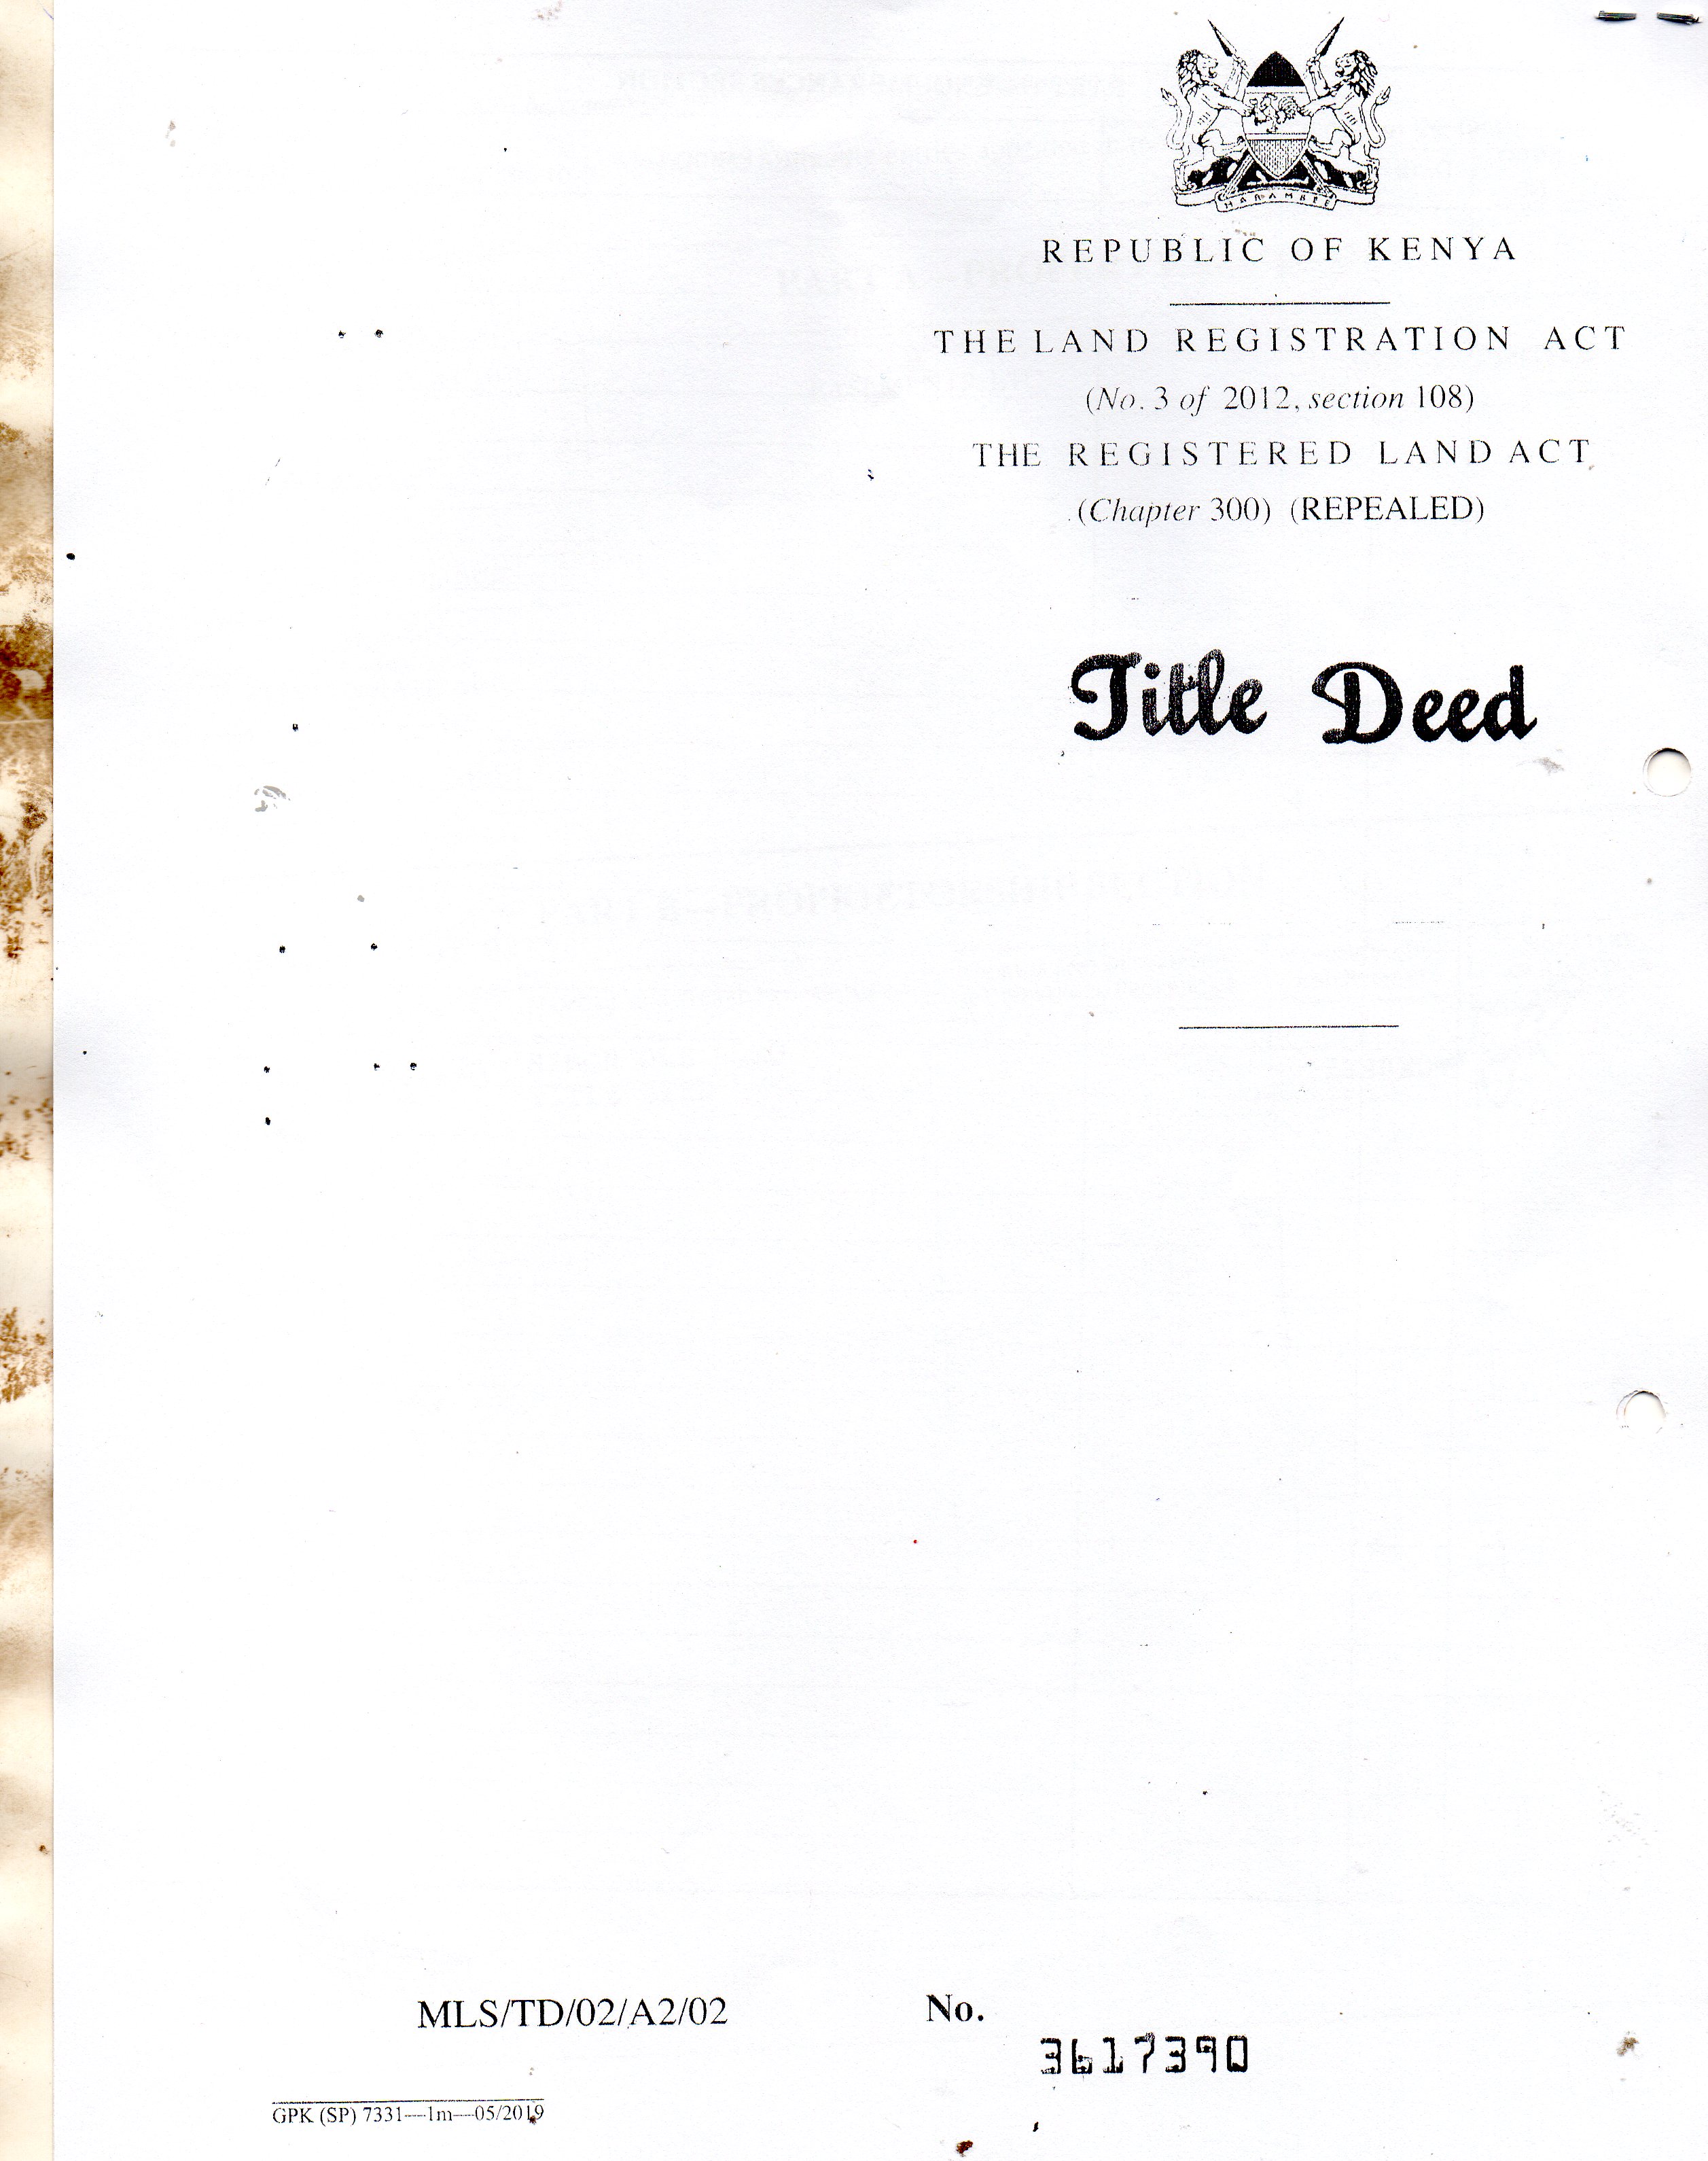 HARAMBEE
REPUBLIC OF KENYA
THE LAND REGISTRATION ACT
(No. 3 of 2012, section 108)
THE REGISTERED LAND ACT
(Chapter 300) (REPEALED)
Title Deed
MLS/TD/02/A2/02 No.
3617390
GPK (SP) 7331—1m—05/2019